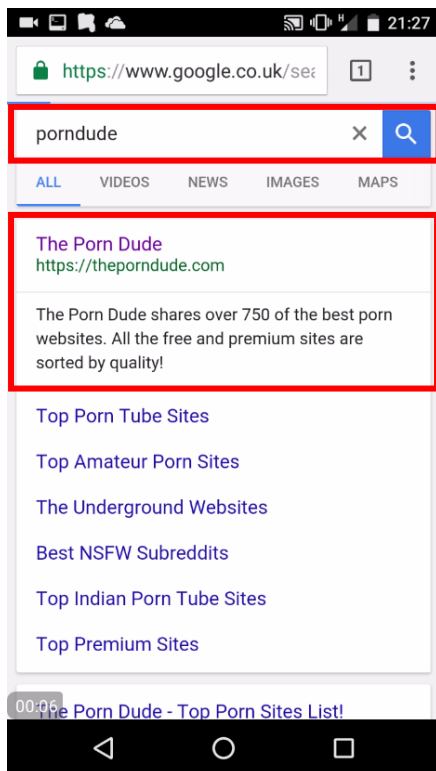 21:27
https://www.google.co.uk/sea
1
porndude
ALL VIDEOS NEWS IMAGES MAPS
The Porn Dude
https://theporndude.com
The Porn Dude shares over 750 of the best porn
websites. All the free and premium sites are
sorted by quality!
Top Porn Tube Sites
Top Amateur Porn Sites
The Underground Websites
Best NSFW Subreddits
Top Indian Porn Tube Sites
Top Premium Sites
00:06
The Porn Dude - Top Porn Sites List!